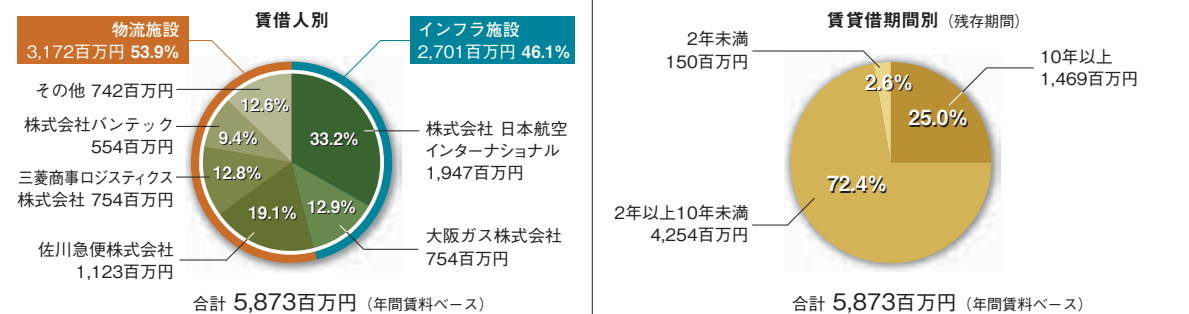 賃借人別
物流施設
3,172百万円 53.9%
インフラ施設
2,701百万円 46.1%
その他 742百万円
12.6%
株式会社バンテック
554百万円
9.4%
三菱商事ロジスティクス
株式会社 754百万円
12.8%
佐川急便株式会社
1,123百万円
19.1%
33.2%
株式会社 日本航空
インターナショナル
1,947百万円
12.9%
大阪ガス株式会社
754百万円
合計 5,873百万円（年間賃料ベース）
賃貸借期間別（残存期間）
2年未満
150百万円
2.6%
10年以上
1,469百万円
25.0%
72.4%
2年以上10年未満
4,254百万円
合計 5,873百万円（年間賃料ベース）